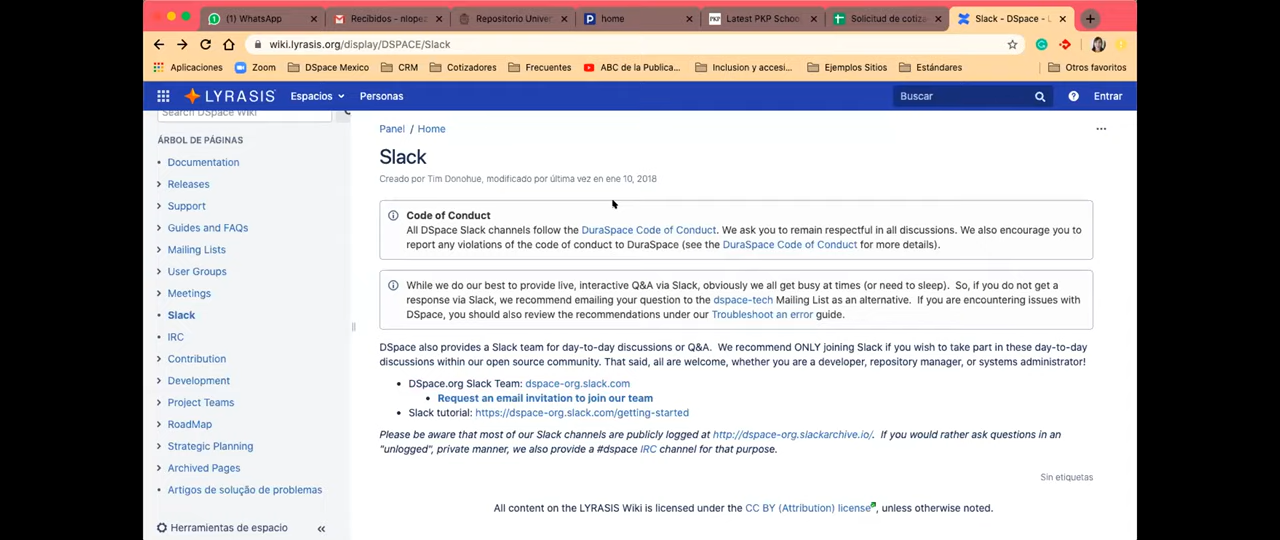 (1) WhatsApp
Recibidos - nlopez
Repositorio Univer
home
Latest PKP Schoo
Solicitud de cotiza
Slack - DSpace - L
wiki.lyrasis.org/display/DSPACE/Slack
Aplicaciones
Zoom
DSpace Mexico
CRM
Cotizadores
Frecuentes
ABC de la Publica...
Inclusion y accesi...
Ejemplos Sitios
Estándares
Otros favoritos
LYRASIS
Espacios
Personas
Buscar
Entrar
Search DSpace Wiki
ÁRBOL DE PÁGINAS
Documentation
Releases
Support
Guides and FAQs
Mailing Lists
User Groups
Meetings
Slack
IRC
Contribution
Development
Project Teams
RoadMap
Strategic Planning
Archived Pages
Artigos de solução de problemas
Herramientas de espacio
Panel / Home
Slack
Creado por Tim Donohue, modificado por última vez en ene 10, 2018
Code of Conduct
All DSpace Slack channels follow the DuraSpace Code of Conduct. We ask you to remain respectful in all discussions. We also encourage you to
report any violations of the code of conduct to DuraSpace (see the DuraSpace Code of Conduct for more details).
While we do our best to provide live, interactive Q&A via Slack, obviously we all get busy at times (or need to sleep). So, if you do not get a
response via Slack, we recommend emailing your question to the dspace-tech Mailing List as an alternative. If you are encountering issues with
DSpace, you should also review the recommendations under our Troubleshoot an error guide.
DSpace also provides a Slack team for day-to-day discussions or Q&A. We recommend ONLY joining Slack if you wish to take part in these day-to-day
discussions within our open source community. That said, all are welcome, whether you are a developer, repository manager, or systems administrator!
• DSpace.org Slack Team: dspace-org.slack.com
• Request an email invitation to join our team
• Slack tutorial: https://dspace-org.slack.com/getting-started
Please be aware that most of our Slack channels are publicly logged at http://dspace-org.slackarchive.io/. If you would rather ask questions in an
"unlogged", private manner, we also provide a #dspace IRC channel for that purpose.
Sin etiquetas
All content on the LYRASIS Wiki is licensed under the CC BY (Attribution) license, unless otherwise noted.